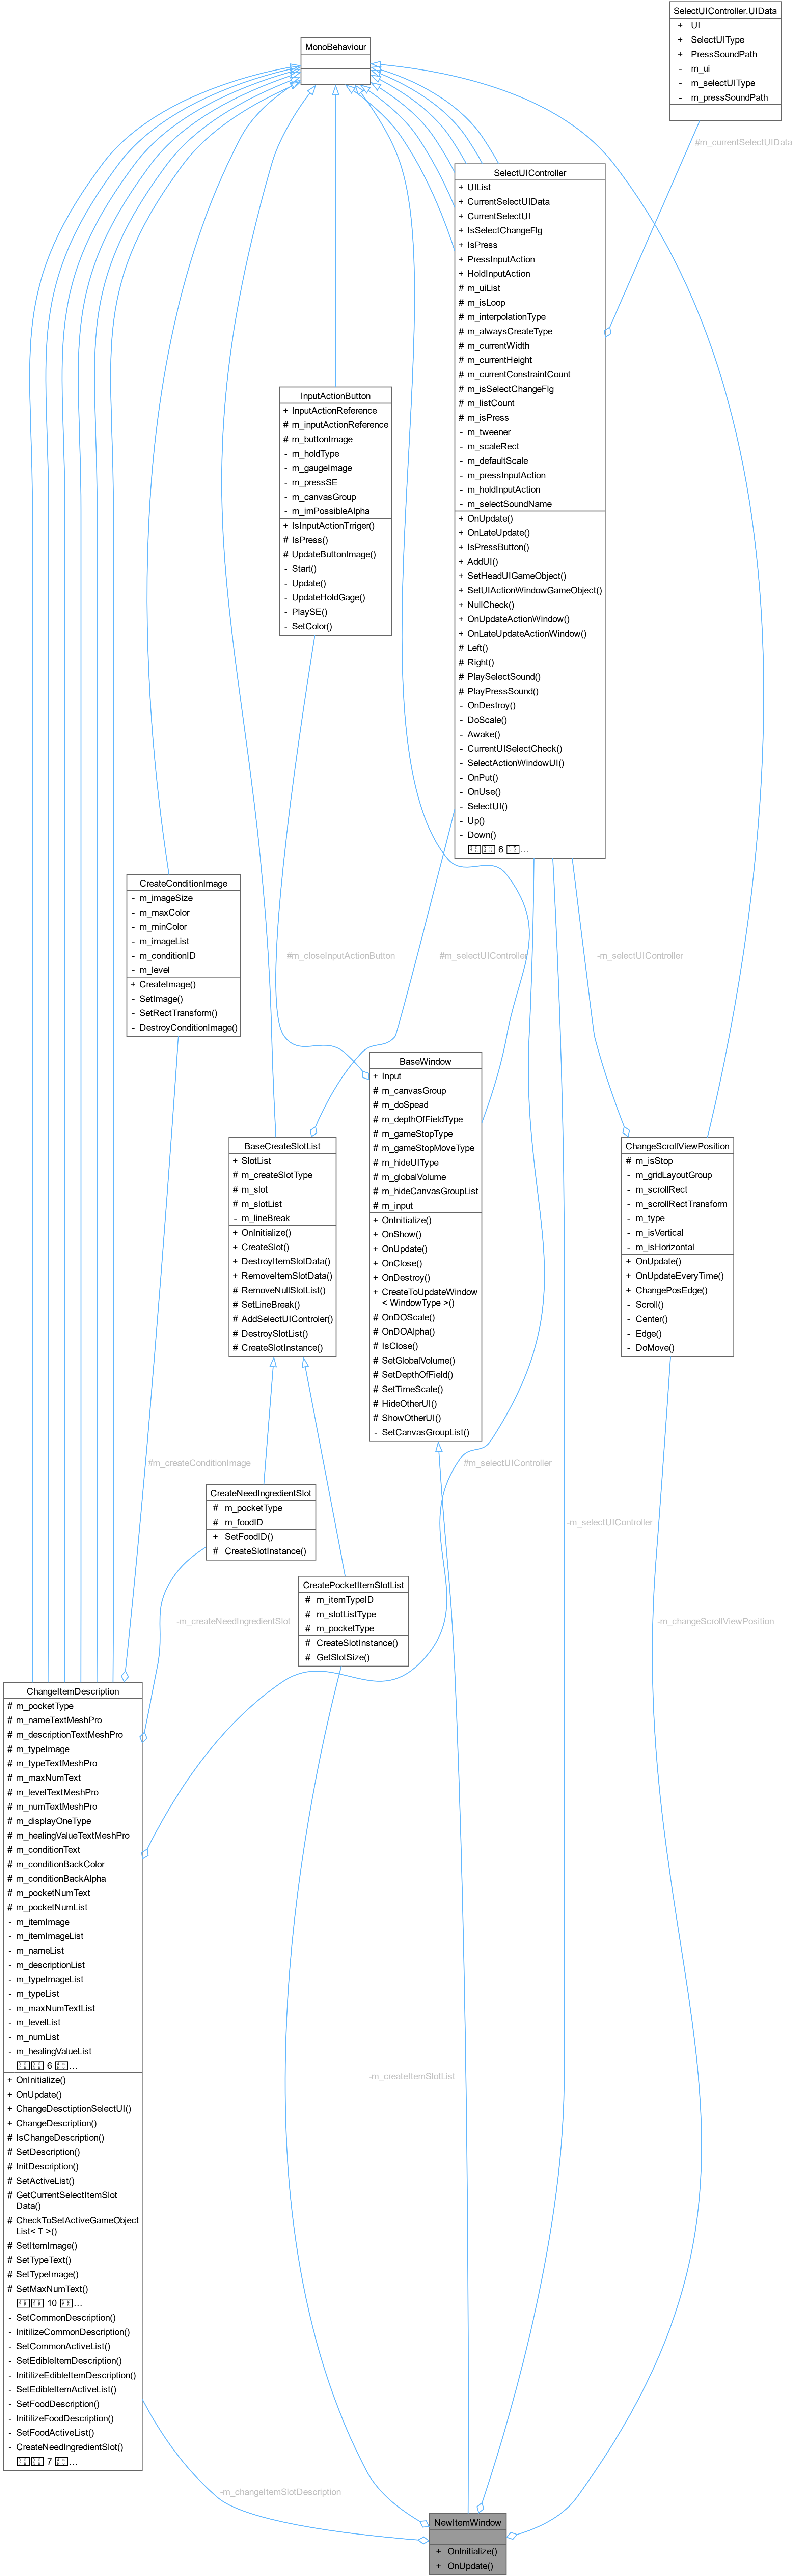 SelectUIController.UIData
+ UI
+ SelectUIType
+ PressSoundPath
- m_ui
- m_selectUIType
- m_pressSoundPath
MonoBehaviour
#m_currentSelectUIData
SelectUIController
+ UIList
+ CurrentSelectUIData
+ CurrentSelectUI
+ IsSelectChangeFlg
+ IsPress
+ PressInputAction
+ HoldInputAction
# m_uiList
# m_isLoop
# m_interpolationType
# m_alwaysCreateType
# m_currentWidth
# m_currentHeight
# m_currentConstraintCount
# m_isSelectChangeFlg
# m_listCount
# m_isPress
- m_tweener
- m_scaleRect
- m_defaultScale
- m_pressInputAction
- m_holdInputAction
- m_selectSoundName
+ OnUpdate()
+ OnLateUpdate()
+ IsPressButton()
+ AddUI()
+ SetHeadUIGameObject()
+ SetUIActionWindowGameObject()
+ NullCheck()
+ OnUpdateActionWindow()
+ OnLateUpdateActionWindow()
# Left()
# Right()
# PlaySelectSound()
# PlayPressSound()
- OnDestroy()
- DoScale()
- Awake()
- CurrentUISelectCheck()
- SelectActionWindowUI()
- OnPut()
- OnUse()
- SelectUI()
- Up()
- Down()
6 ...
InputActionButton
+ InputActionReference
# m_inputActionReference
# m_buttonImage
- m_holdType
- m_gaugeImage
- m_pressSE
- m_canvasGroup
- m_imPossibleAlpha
+ IsInputActionTrriger()
# IsPress()
# UpdateButtonImage()
- Start()
- Update()
- UpdateHoldGage()
- PlaySE()
- SetColor()
CreateConditionImage
- m_imageSize
- m_maxColor
- m_minColor
- m_imageList
- m_conditionID
- m_level
+ CreateImage()
- SetImage()
- SetRectTransform()
- DestroyConditionImage()
#m_closeInputActionButton
#m_selectUIController
-m_selectUIController
BaseWindow
+ Input
# m_canvasGroup
# m_doSpead
# m_depthOfFieldType
# m_gameStopType
# m_gameStopMoveType
# m_hideUIType
# m_globalVolume
# m_hideCanvasGroupList
# m_input
+ OnInitialize()
+ OnShow()
+ OnUpdate()
+ OnClose()
+ OnDestroy()
+ CreateToUpdateWindow
< WindowType >()
# OnDOScale()
# OnDOAlpha()
# IsClose()
# SetGlobalVolume()
# SetDepthOfField()
# SetTimeScale()
# HideOtherUI()
# ShowOtherUI()
- SetCanvasGroupList()
BaseCreateSlotList
+ SlotList
# m_createSlotType
# m_slot
# m_slotList
- m_lineBreak
+ OnInitialize()
+ CreateSlot()
+ DestroyItemSlotData()
+ RemoveItemSlotData()
# RemoveNullSlotList()
# SetLineBreak()
# AddSelectUIControler()
# DestroySlotList()
# CreateSlotInstance()
ChangeScrollViewPosition
# m_isStop
- m_gridLayoutGroup
- m_scrollRect
- m_scrollRectTransform
- m_type
- m_isVertical
- m_isHorizontal
+ OnUpdate()
+ OnUpdateEveryTime()
+ ChangePosEdge()
- Scroll()
- Center()
- Edge()
- DoMove()
#m_createConditionImage
#m_selectUIController
CreateNeedIngredientSlot
# m_pocketType
# m_foodID
+ SetFoodID()
# CreateSlotInstance()
-m_selectUIController
CreatePocketItemSlotList
# m_itemTypeID
# m_slotListType
# m_pocketType
# CreateSlotInstance()
# GetSlotSize()
-m_createNeedIngredientSlot
-m_changeScrollViewPosition
ChangeItemDescription
# m_pocketType
# m_nameTextMeshPro
# m_descriptionTextMeshPro
# m_typeImage
# m_typeTextMeshPro
# m_maxNumText
# m_levelTextMeshPro
# m_numTextMeshPro
# m_displayOneType
# m_healingValueTextMeshPro
# m_conditionText
# m_conditionBackColor
# m_conditionBackAlpha
# m_pocketNumText
# m_pocketNumList
- m_itemImage
- m_itemImageList
- m_nameList
- m_descriptionList
- m_typeImageList
- m_typeList
- m_maxNumTextList
- m_levelList
- m_numList
- m_healingValueList
6 ...
+ OnInitialize()
+ OnUpdate()
+ ChangeDesctiptionSelectUI()
+ ChangeDescription()
# IsChangeDescription()
# SetDescription()
# InitDescription()
# SetActiveList()
# GetCurrentSelectItemSlot
Data()
# CheckToSetActiveGameObject
List< T >()
# SetItemImage()
# SetTypeText()
# SetTypeImage()
# SetMaxNumText()
10 ...
- SetCommonDescription()
- InitilizeCommonDescription()
- SetCommonActiveList()
- SetEdibleItemDescription()
- InitilizeEdibleItemDescription()
- SetEdibleItemActiveList()
- SetFoodDescription()
- InitilizeFoodDescription()
- SetFoodActiveList()
- CreateNeedIngredientSlot()
7 ...
-m_createItemSlotList
-m_changeItemSlotDescription
NewItemWindow
+ OnInitialize()
+ OnUpdate()